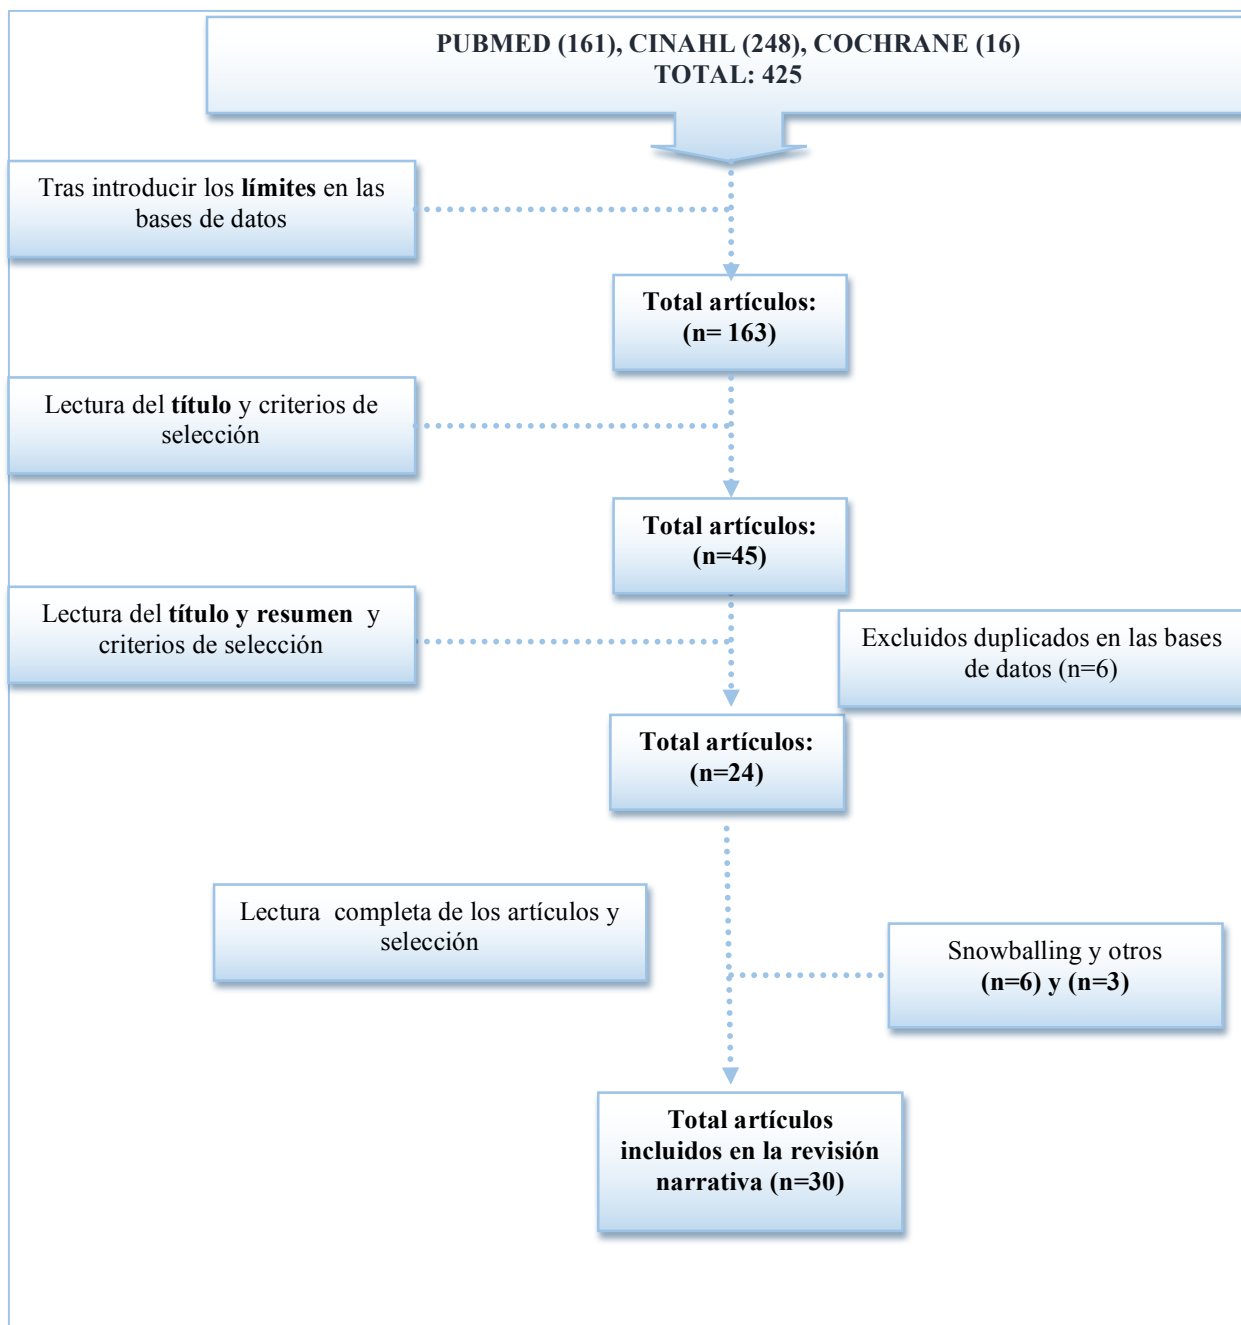 PUBMED (161), CINAHL (248), COCHRANE (16)
TOTAL: 425
Tras introducir los límites en las
bases de datos
Total artículos:
(n= 163)
Lectura del título y criterios de
selección
Total artículos:
(n=45)
Lectura del título y resumen y
criterios de selección
Excluidos duplicados en las bases
de datos (n=6)
Total artículos:
(n=24)
Lectura completa de los artículos y
selección
Snowballing y otros
(n=6) y (n=3)
Total artículos
incluidos en la revisión
narrativa (n=30)